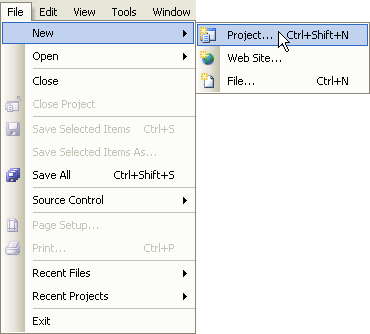 File Edit View Tools Window
New
Project... Ctrl+Shift+N
Open
Web Site...
Close
File... Ctrl+N
Close Project
Save Selected Items Ctrl+S
Save Selected Items As...
Save All Ctrl+Shift+S
Source Control
Page Setup...
Print... Ctrl+P
Recent Files
Recent Projects
Exit